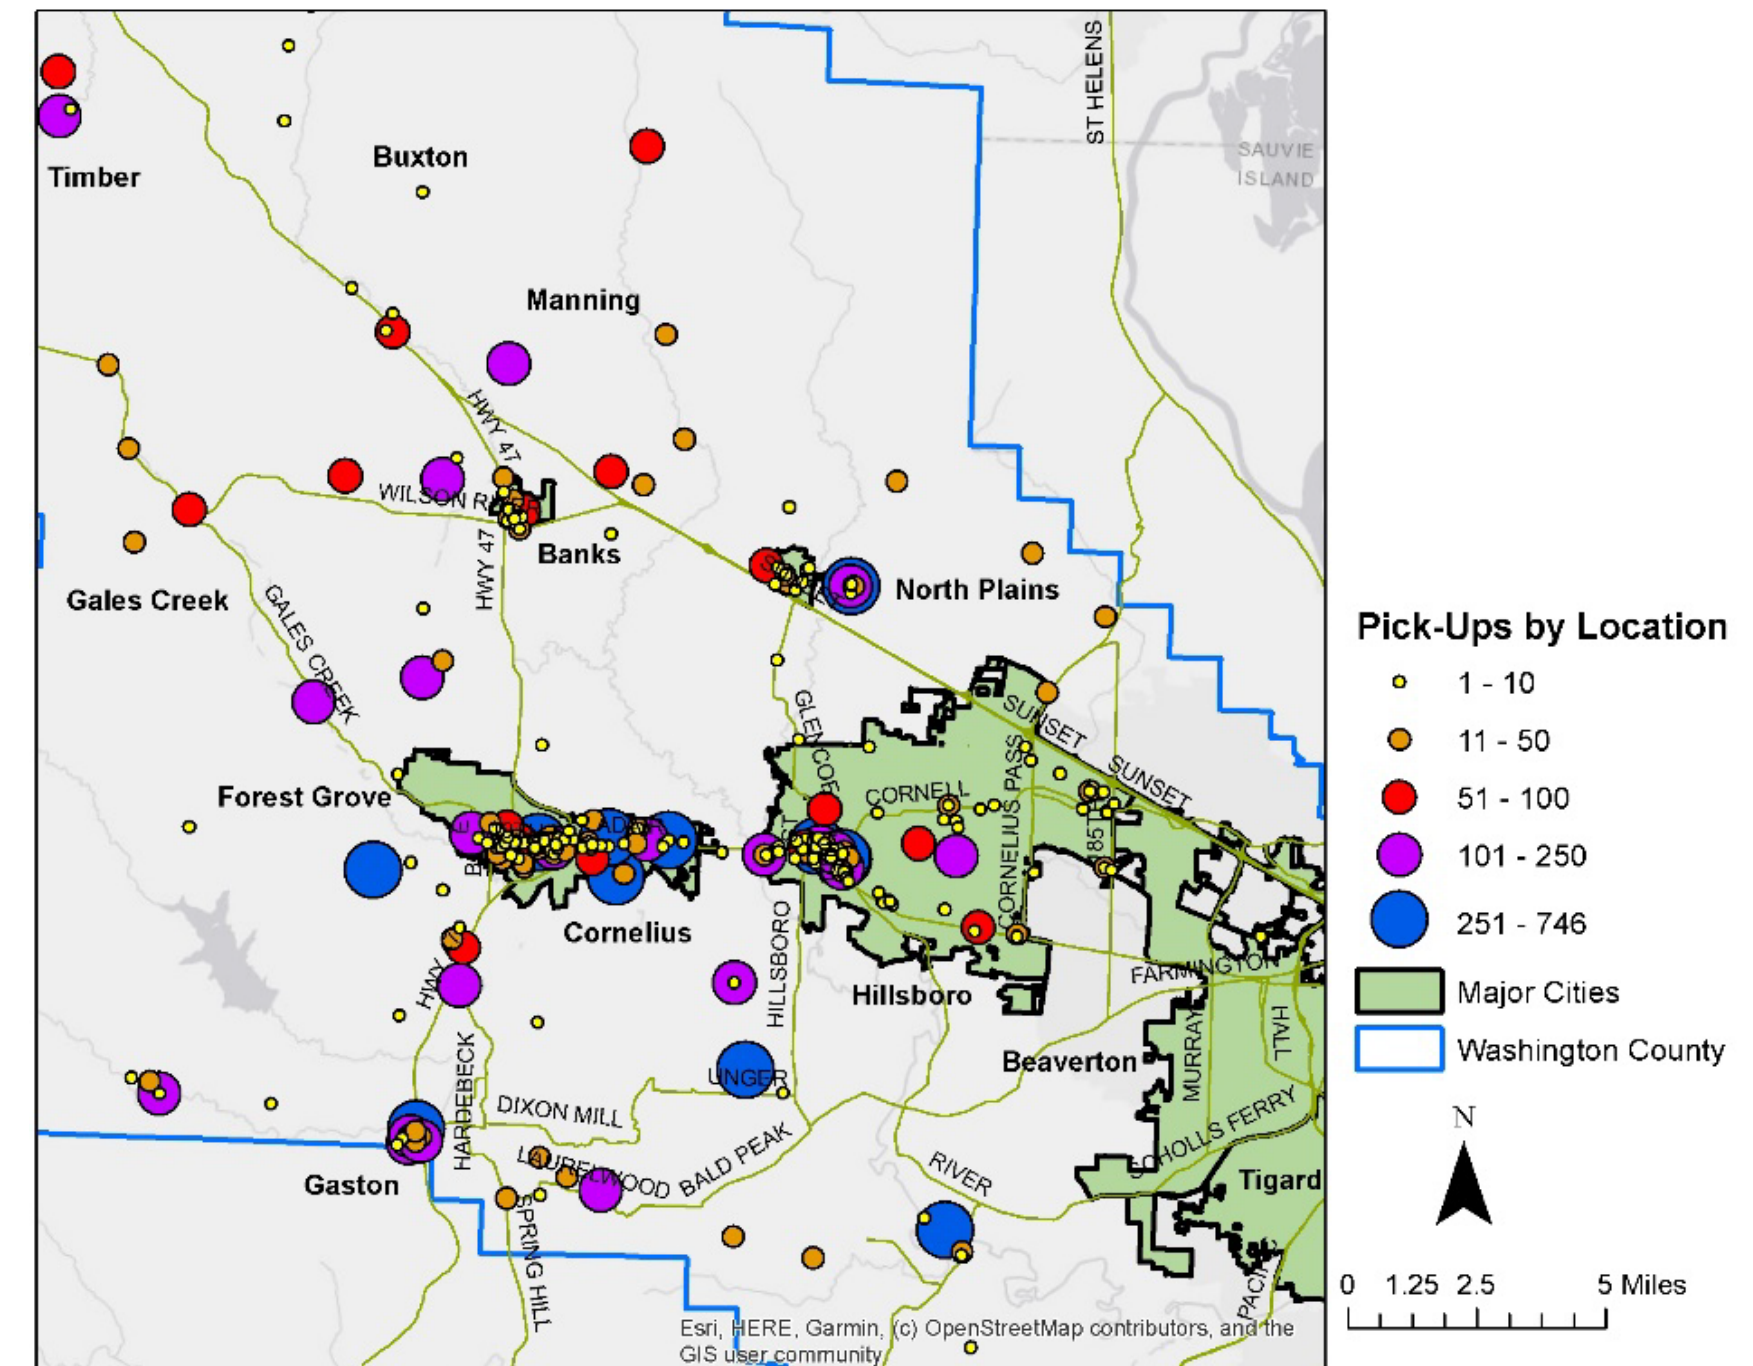 ST HELENS
SAUVIE
ISLAND
Buxton
Timber
Manning
HWY 47
WILSON
Banks
HWY 47
North Plains
Gales Creek
GALES CREEK
Pick-Ups by Location
1 - 10
11 - 50
51 - 100
101 - 250
251 - 746
Major Cities
Washington County
GLENCOE
SUNSET
SUNSET
Forest Grove
CORNELL
CORNELIUS PASS
185
Cornelius
HILLSBORO
Hillsboro
FARMINGTON
HWY
HARDEBECK
UNGER
Beaverton
MURRAY
HALL
DIXON MILL
SCHOLLS FERRY
BALD PEAK
LAURELWOOD
RIVER
Gaston
Tigard
SPRING HILL
N
0 1.25 2.5 5 Miles
Esri, HERE, Garmin, (c) OpenStreetMap contributors, and the
GIS user community